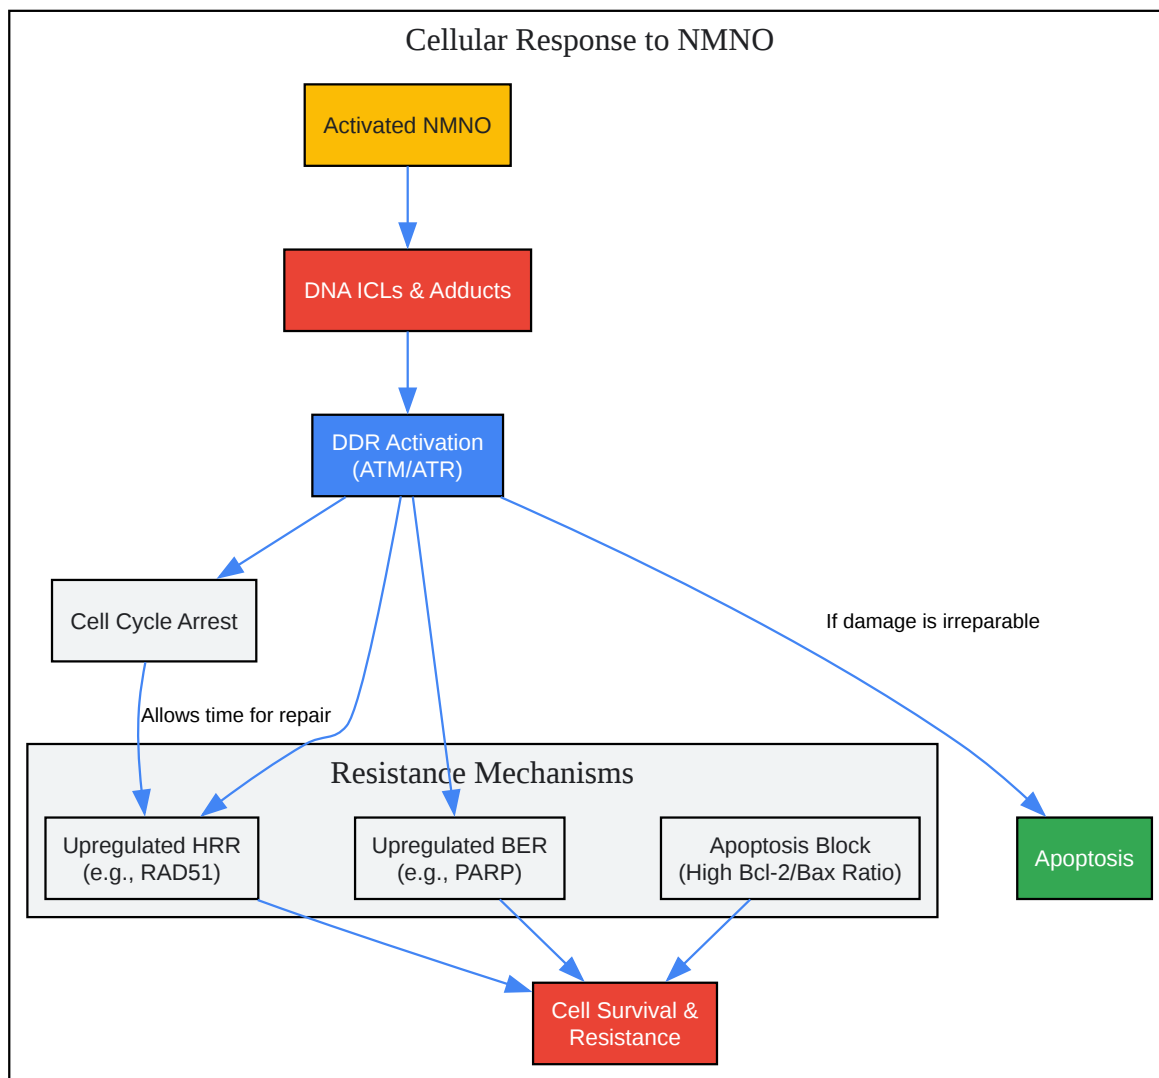 Cellular Response to NMNO
Activated NMNO
DNA ICLs & Adducts
DDR Activation
(ATM/ATR)
Cell Cycle Arrest
If damage is irreparable
Allows time for repair
Resistance Mechanisms
Upregulated HRR
(e.g., RAD51)
Upregulated BER
(e.g., PARP)
Apoptosis Block
(High Bcl-2/Bax Ratio)
Apoptosis
Cell Survival &
Resistance